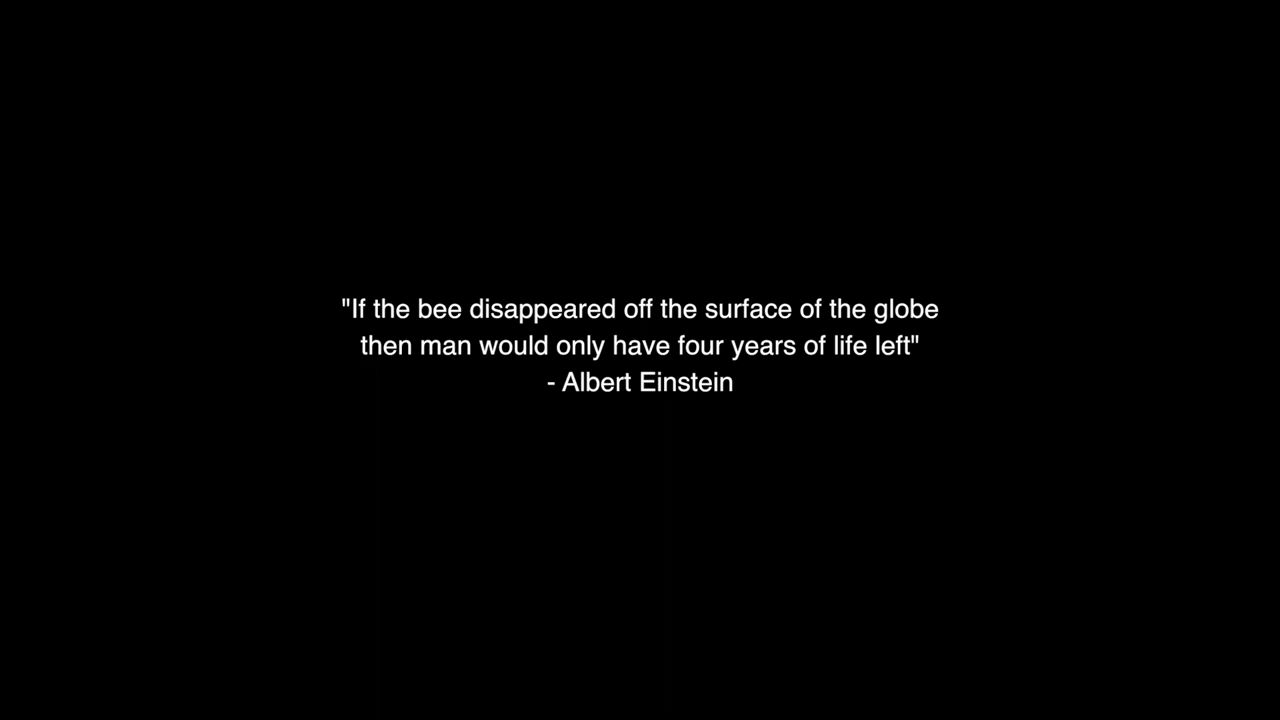 "If the bee disappeared off the surface of the globe
then man would only have four years of life left"
- Albert Einstein